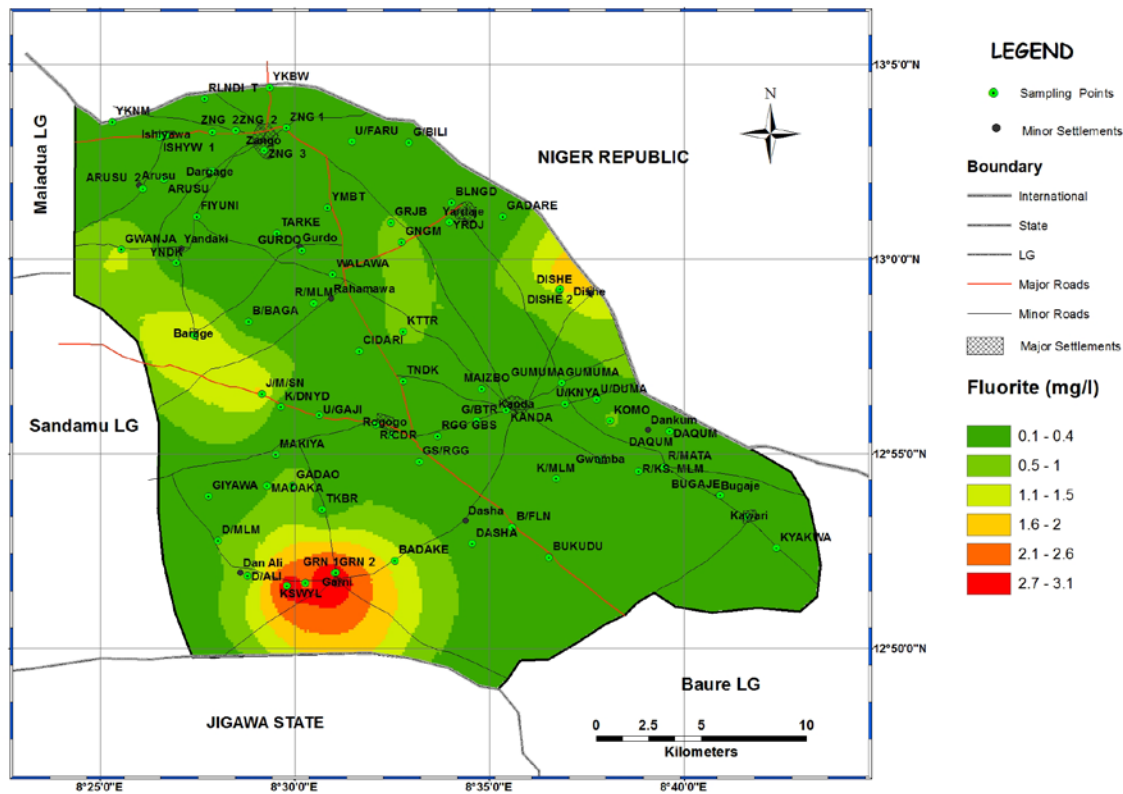 YKBW
13°5'0"N
RLNDI T
YKNM
ZNG 2
ZNG 2
ZNG 1
Ishiyawa
ISHYW 1
Zango
ZNG 3
U/FARU
G/BILI
N
NIGER REPUBLIC
Maiadua LG
ARUSU 2
Arusu
ARUSU
Dargage
FIYUNI
YMBT
BLNGD
Yardaje
YRDJ
GADARE
TARKE
GRJB
GNGM
GURDO
Gurdo
GWANJA
Yandaki
YNDK
WALAWA
13°0'0"N
R/MLM
Rahamawa
DISHE
DISHE 2
Dishe
B/BAGA
Barage
KTTR
CIDARI
TNDK
MAIZBO
GUMUMA
GUMUMA
U/KNYA
U/DUMA
J/M/SN
K/DNYD
U/GAJI
Rogogo
R/CDR
G/BTR
Kanda
KANDA
RGG GBS
KOMO
Dankum
DAQUM
DAQUM
Sandamu LG
MAKIYA
GS/RGG
12°55'0"N
K/MLM
Gwamba
R/MATA
R/KS. MLM
GADAO
GIYAWA
MADAKA
TKBR
BUGAJE
Bugaje
Kawari
KYAKWA
Dasha
DASHA
B/FLN
BUKUDU
D/MLM
BADAKE
Dan Ali
D/ALI
GRN 1
GRN 2
Garni
KSWYL
12°50'0"N
Baure LG
JIGAWA STATE
0 2.5 5 10
Kilometers
8°25'0"E 8°30'0"E 8°35'0"E 8°40'0"E
LEGEND
Sampling Points
Minor Settlements
Boundary
International
State
LG
Major Roads
Minor Roads
Major Settlements
Fluorite (mg/l)
0.1 - 0.4
0.5 - 1
1.1 - 1.5
1.6 - 2
2.1 - 2.6
2.7 - 3.1